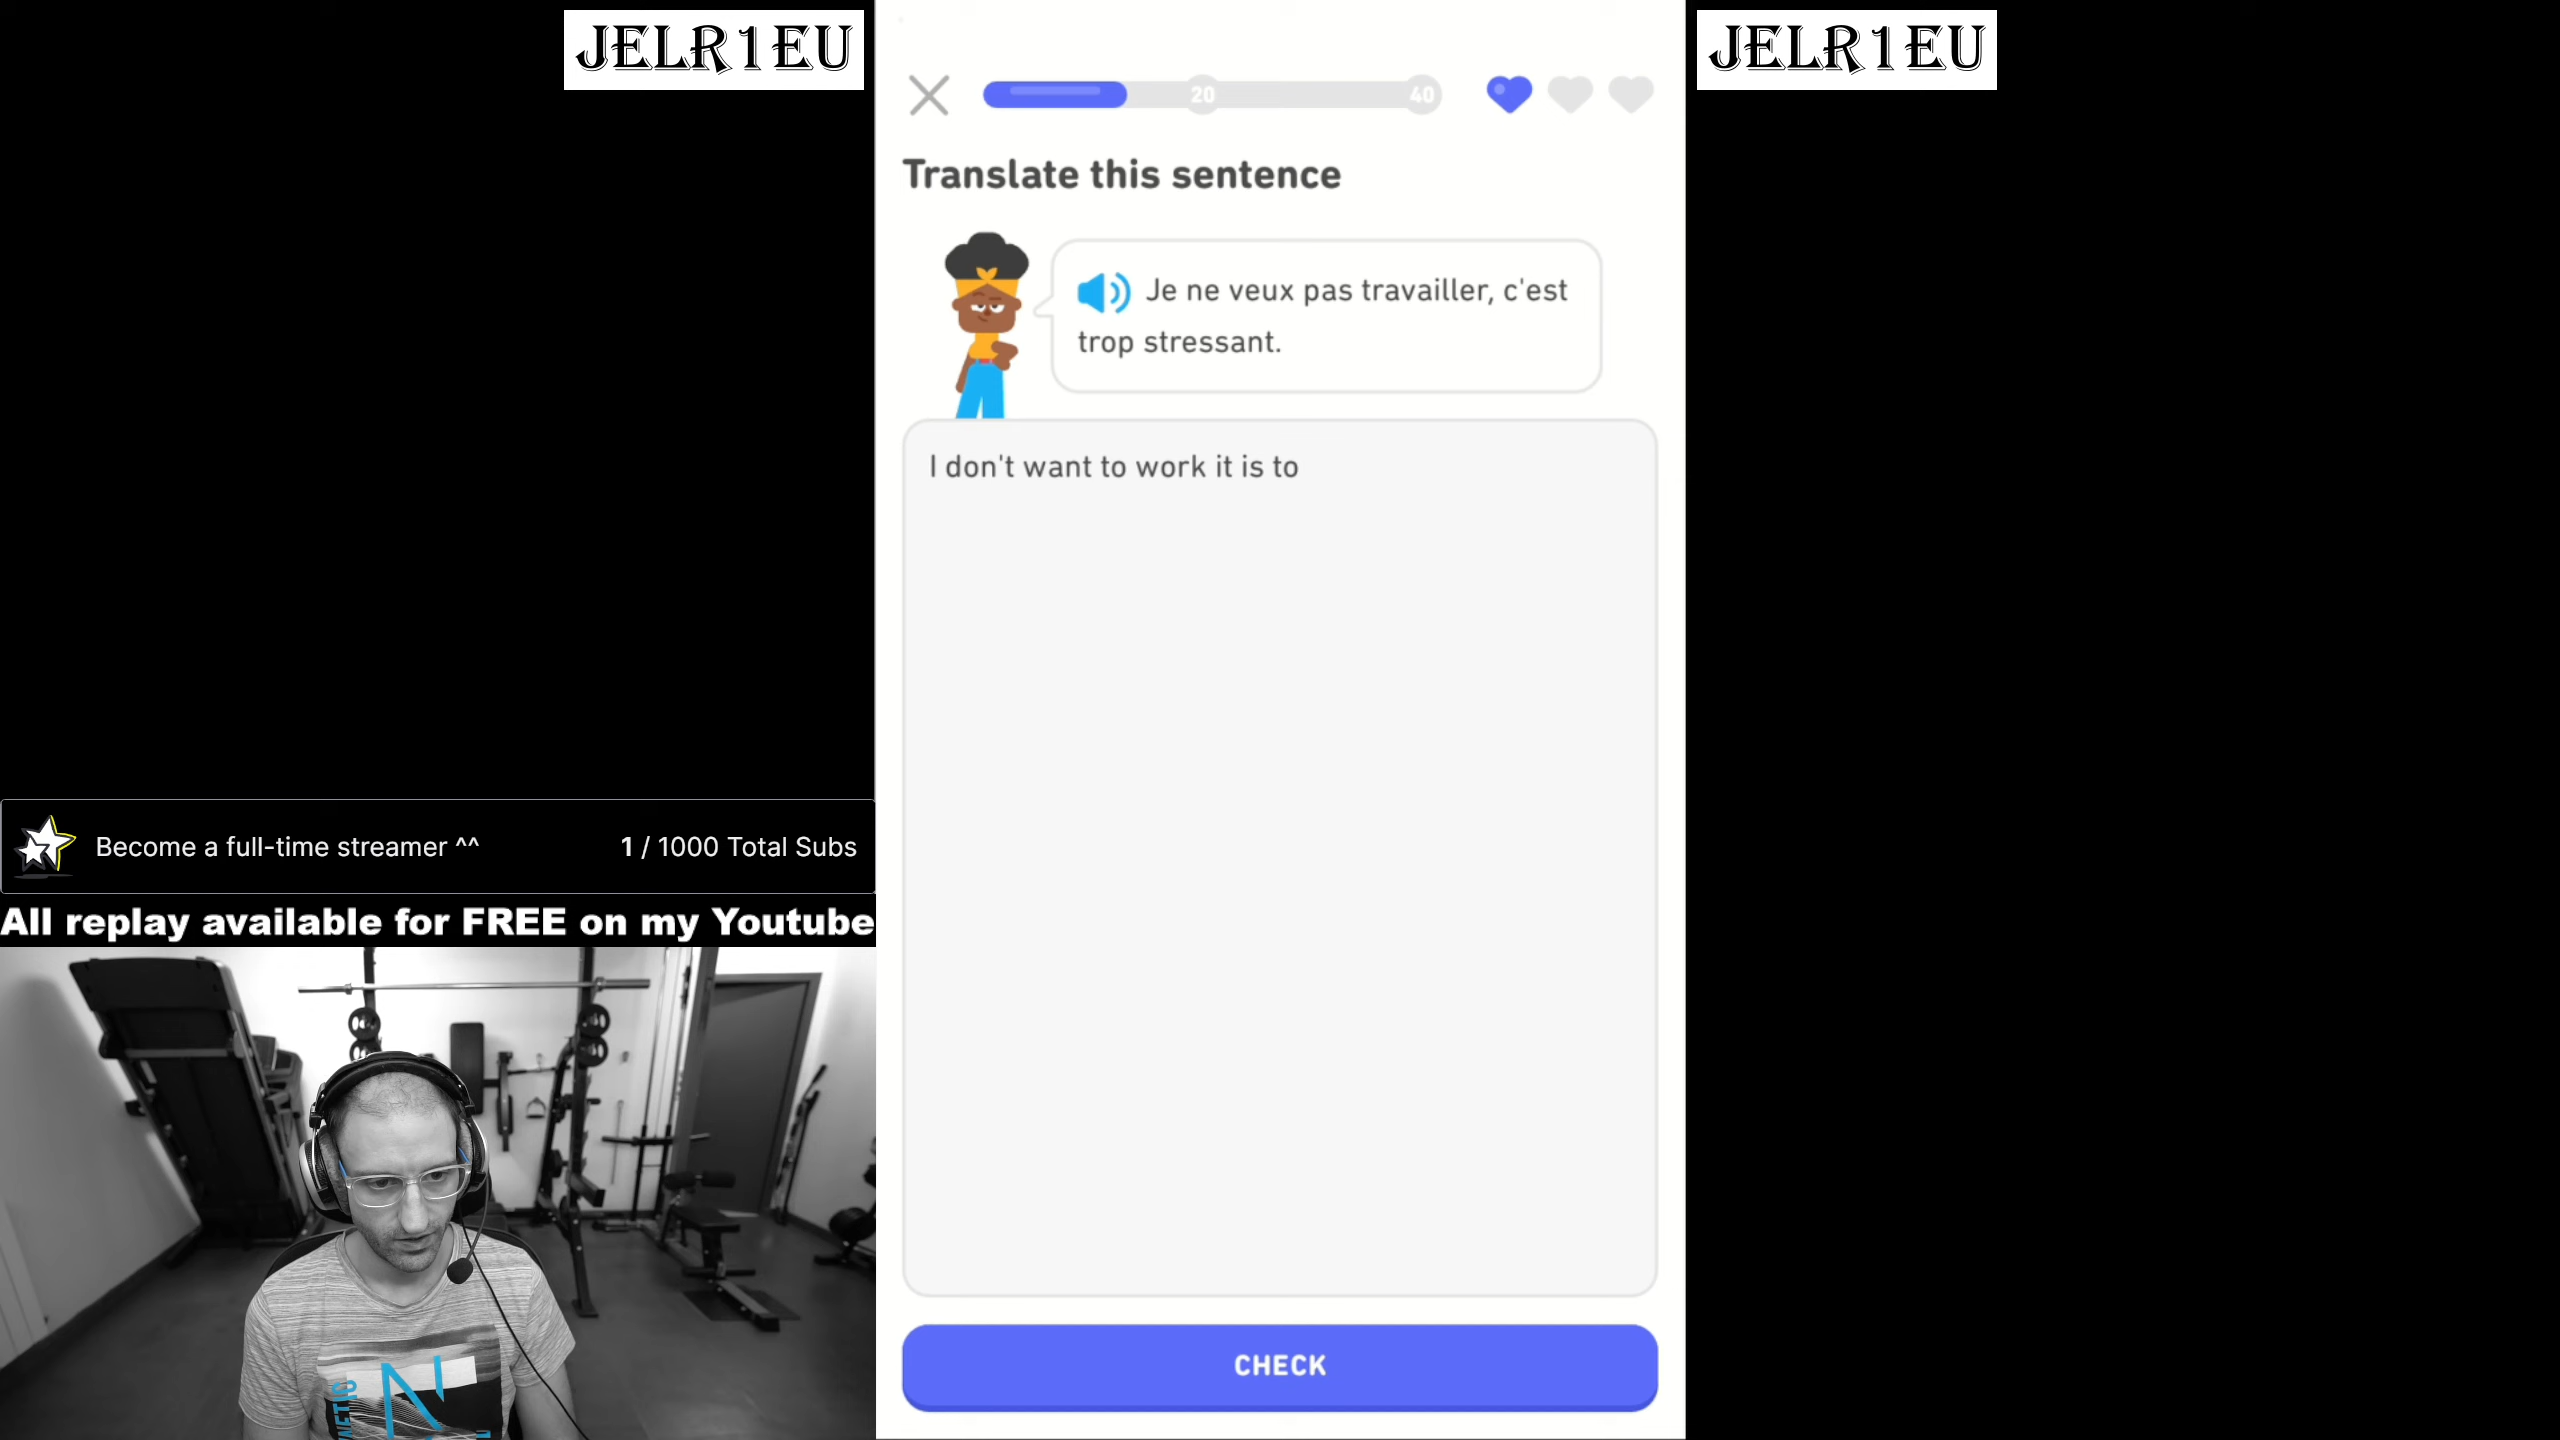 JELR1EU
JELR1EU
20
40
Translate this sentence
Je ne veux pas travailler, c'est
trop stressant.
I don't want to work it is to
Become a full-time streamer ^^
1 / 1000 Total Subs
All replay available for FREE on my Youtube
N
CHECK